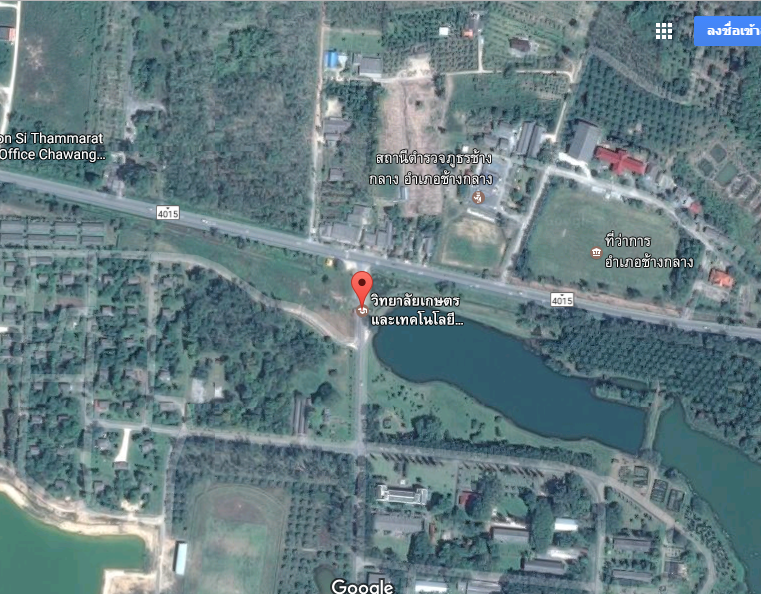 ลงชื่อเข้า
on Si Thammarat
Office Chawang...
สถานีตำรวจภูธรช้าง
กลาง อำเภอช้างกลาง
4015
ที่ว่าการ
อำเภอช้างกลาง
4015
วิทยาลัยเกษตร
และเทคโนโลยี...
Google